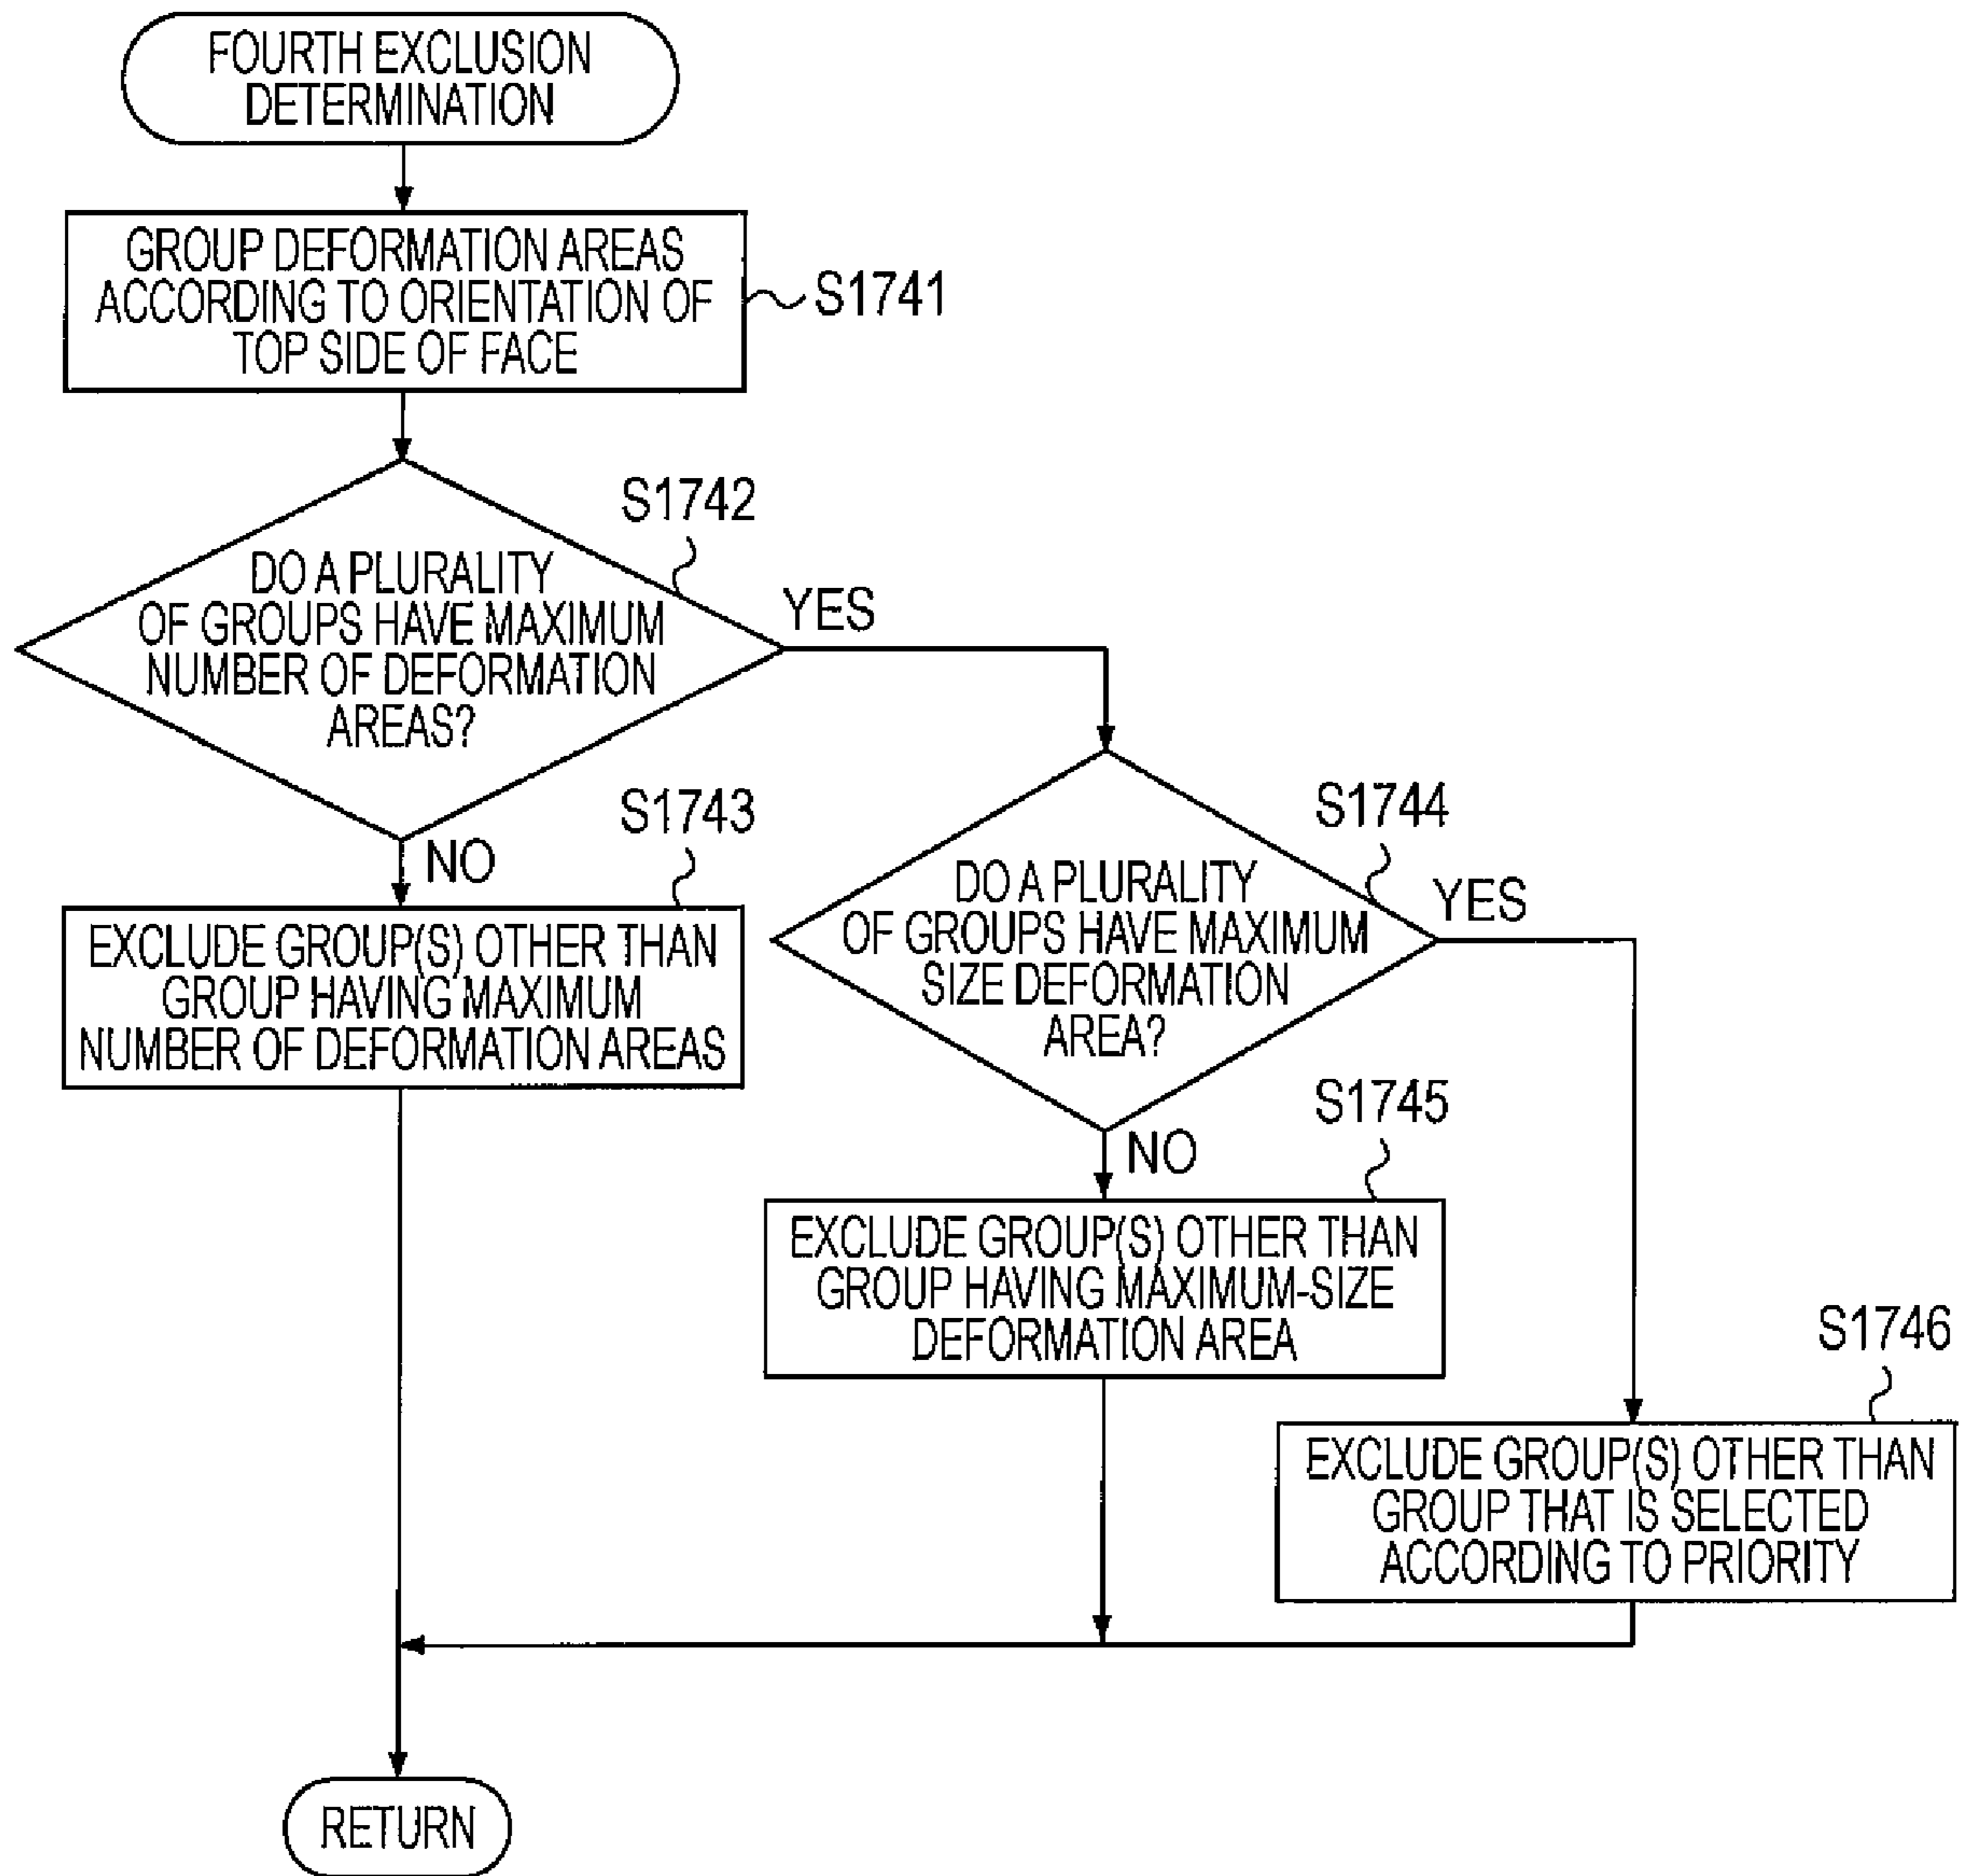 FOURTH EXCLUSION
DETERMINATION
GROUP DEFORMATION AREAS
ACCORDING TO ORIENTATION OF
TOP SIDE OF FACE
S1741
S1742
DO A PLURALITY
OF GROUPS HAVE MAXIMUM
NUMBER OF DEFORMATION
AREAS?
YES
NO
S1743
EXCLUDE GROUP(S) OTHER THAN
GROUP HAVING MAXIMUM
NUMBER OF DEFORMATION AREAS
S1744
DO A PLURALITY
OF GROUPS HAVE MAXIMUM
SIZE DEFORMATION
AREA?
YES
NO
S1745
EXCLUDE GROUP(S) OTHER THAN
GROUP HAVING MAXIMUM-SIZE
DEFORMATION AREA
S1746
EXCLUDE GROUP(S) OTHER THAN
GROUP THAT IS SELECTED
ACCORDING TO PRIORITY
RETURN